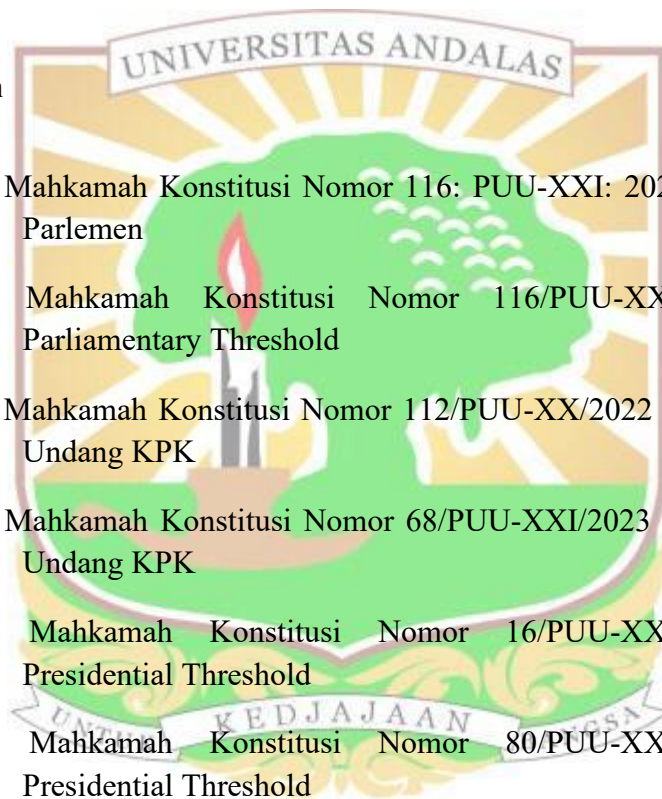 UNIVERSITAS ANDALAS
Mahkamah Konstitusi Nomor 116: PUU-XXI: 202
Parlemen
Mahkamah Konstitusi Nomor 116/PUU-XX
Parliamentary Threshold
Mahkamah Konstitusi Nomor 112/PUU-XX/2022
Undang KPK
Mahkamah Konstitusi Nomor 68/PUU-XXI/2023
Undang KPK
Mahkamah Konstitusi Nomor 16/PUU-XX
Presidential Threshold
KEDJAJAAN
Mahkamah Konstitusi Nomor 80/PUU-XX
Presidential Threshold